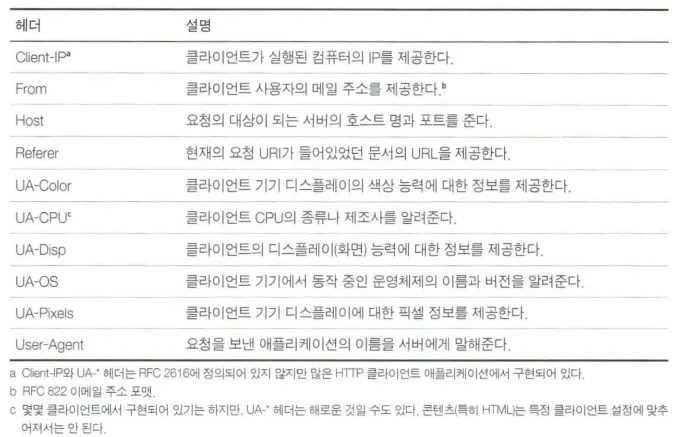 헤더 설명
Client-IPᵃ 클라이언트가 실행된 컴퓨터의 IP를 제공한다.
From 클라이언트 사용자의 메일 주소를 제공한다.ᵇ
Host 요청의 대상이 되는 서버의 호스트 명과 포트를 준다.
Referer 현재의 요청 URI가 들어있었던 문서의 URL을 제공한다.
UA-Color 클라이언트 기기 디스플레이의 색상 능력에 대한 정보를 제공한다.
UA-CPUᶜ 클라이언트 CPU의 종류나 제조사를 알려준다.
UA-Disp 클라이언트의 디스플레이(화면) 능력에 대한 정보를 제공한다.
UA-OS 클라이언트 기기에서 동작 중인 운영체제의 이름과 버전을 알려준다.
UA-Pixels 클라이언트 기기 디스플레이에 대한 픽셀 정보를 제공한다.
User-Agent 요청을 보낸 애플리케이션의 이름을 서버에게 말해준다.
a Client-IP와 UA-* 헤더는 RFC 2616에 정의되어 있지 않지만 많은 HTTP 클라이언트 애플리케이션에서 구현되어 있다.
b RFC 822 이메일 주소 포맷.
c 몇몇 클라이언트에서 구현되어 있기는 하지만, UA-* 헤더는 해로운 것일 수도 있다. 콘텐츠(특히 HTML)는 특정 클라이언트 설정에 맞추
어져서는 안 된다.